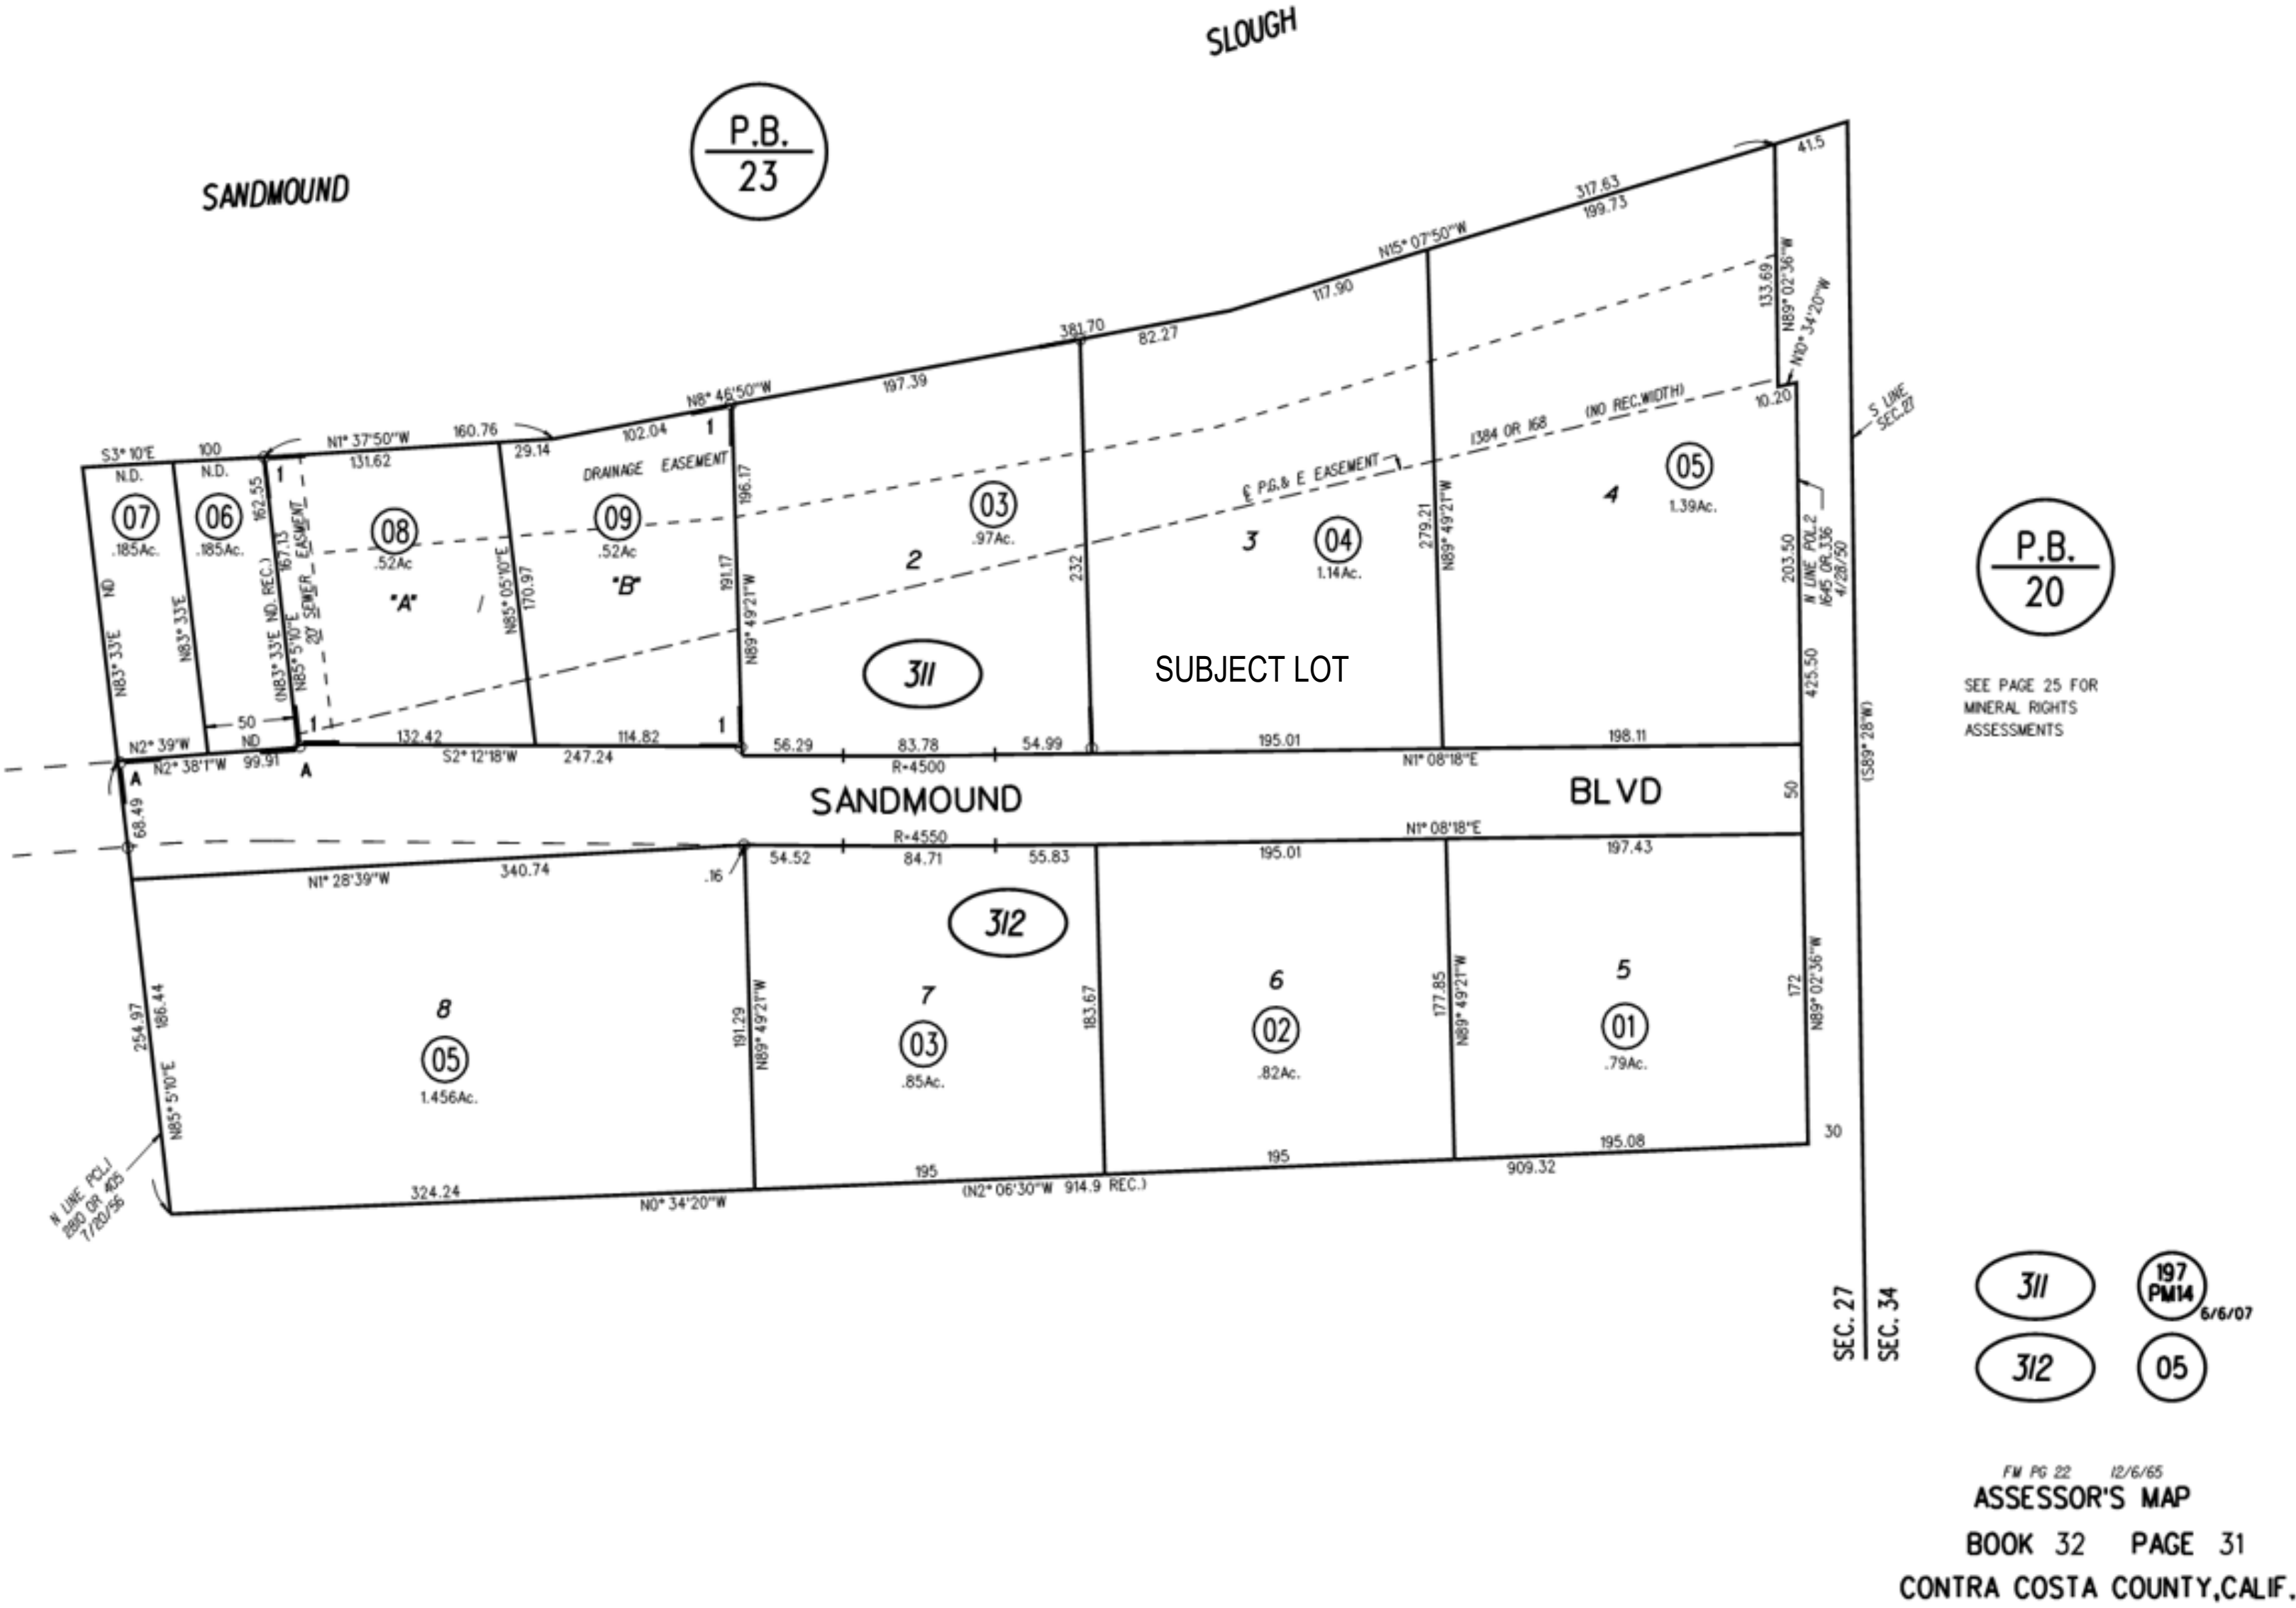 SLOUGH
SANDMOUND
P.B.
23
41.5
317.63
199.73
N15° 07'50"W
117.90
133.69
N89° 02'36"W
N10° 34'20"W
381.70
82.27
197.39
N8° 46'50"W
102.04
1
S3° 10'E
100
N1° 37'50"W
160.76
131.62
29.14
DRAINAGE EASEMENT
N.D.
N.D.
1
07
.185Ac.
06
.185Ac.
162.55
167.13
(N83° 33'E ND. REC.)
N85° 5'10"E
20' SEWER EASMENT
08
.52Ac
"A"
/
N85° 05'10"E
170.97
09
.52Ac
"B"
196.17
191.17
N89° 49'21"W
03
.97Ac.
2
232
℄ P.G.& E EASEMENT
1384 OR 168
(NO REC.WIDTH)
10.20
3
04
1.14Ac.
279.21
N89° 49'21"W
4
05
1.39Ac.
203.50
N LINE PCL.2
1645 OR.336
4/28/50
S LINE
SEC.27
425.50
(S89° 28'W)
P.B.
20
SEE PAGE 25 FOR
MINERAL RIGHTS
ASSESSMENTS
ND
N83° 33'E
N83° 33'E
311
SUBJECT LOT
50
ND
1
1
N2° 39'W
N2° 38'1"W
99.91
A
A
132.42
114.82
S2° 12'18"W
247.24
56.29
83.78
54.99
R=4500
195.01
198.11
N1° 08'18"E
68.49
SANDMOUND
BLVD
50
R=4550
N1° 08'18"E
54.52
84.71
55.83
195.01
197.43
.16
340.74
N1° 28'39"W
312
254.97
186.44
N85° 5'10"E
8
05
1.456Ac.
191.29
N89° 49'21"W
7
03
.85Ac.
183.67
6
02
.82Ac.
177.85
N89° 49'21"W
5
01
.79Ac.
172
N89° 02'36"W
30
N LINE PCL.1
2810 OR 405
7/20/56
324.24
N0° 34'20"W
195
(N2° 06'30"W 914.9 REC.)
195
195.08
909.32
SEC. 27
SEC. 34
311
197
PM14
6/6/07
312
05
FM PG 22 12/6/65
ASSESSOR'S MAP
BOOK 32 PAGE 31
CONTRA COSTA COUNTY,CALIF.